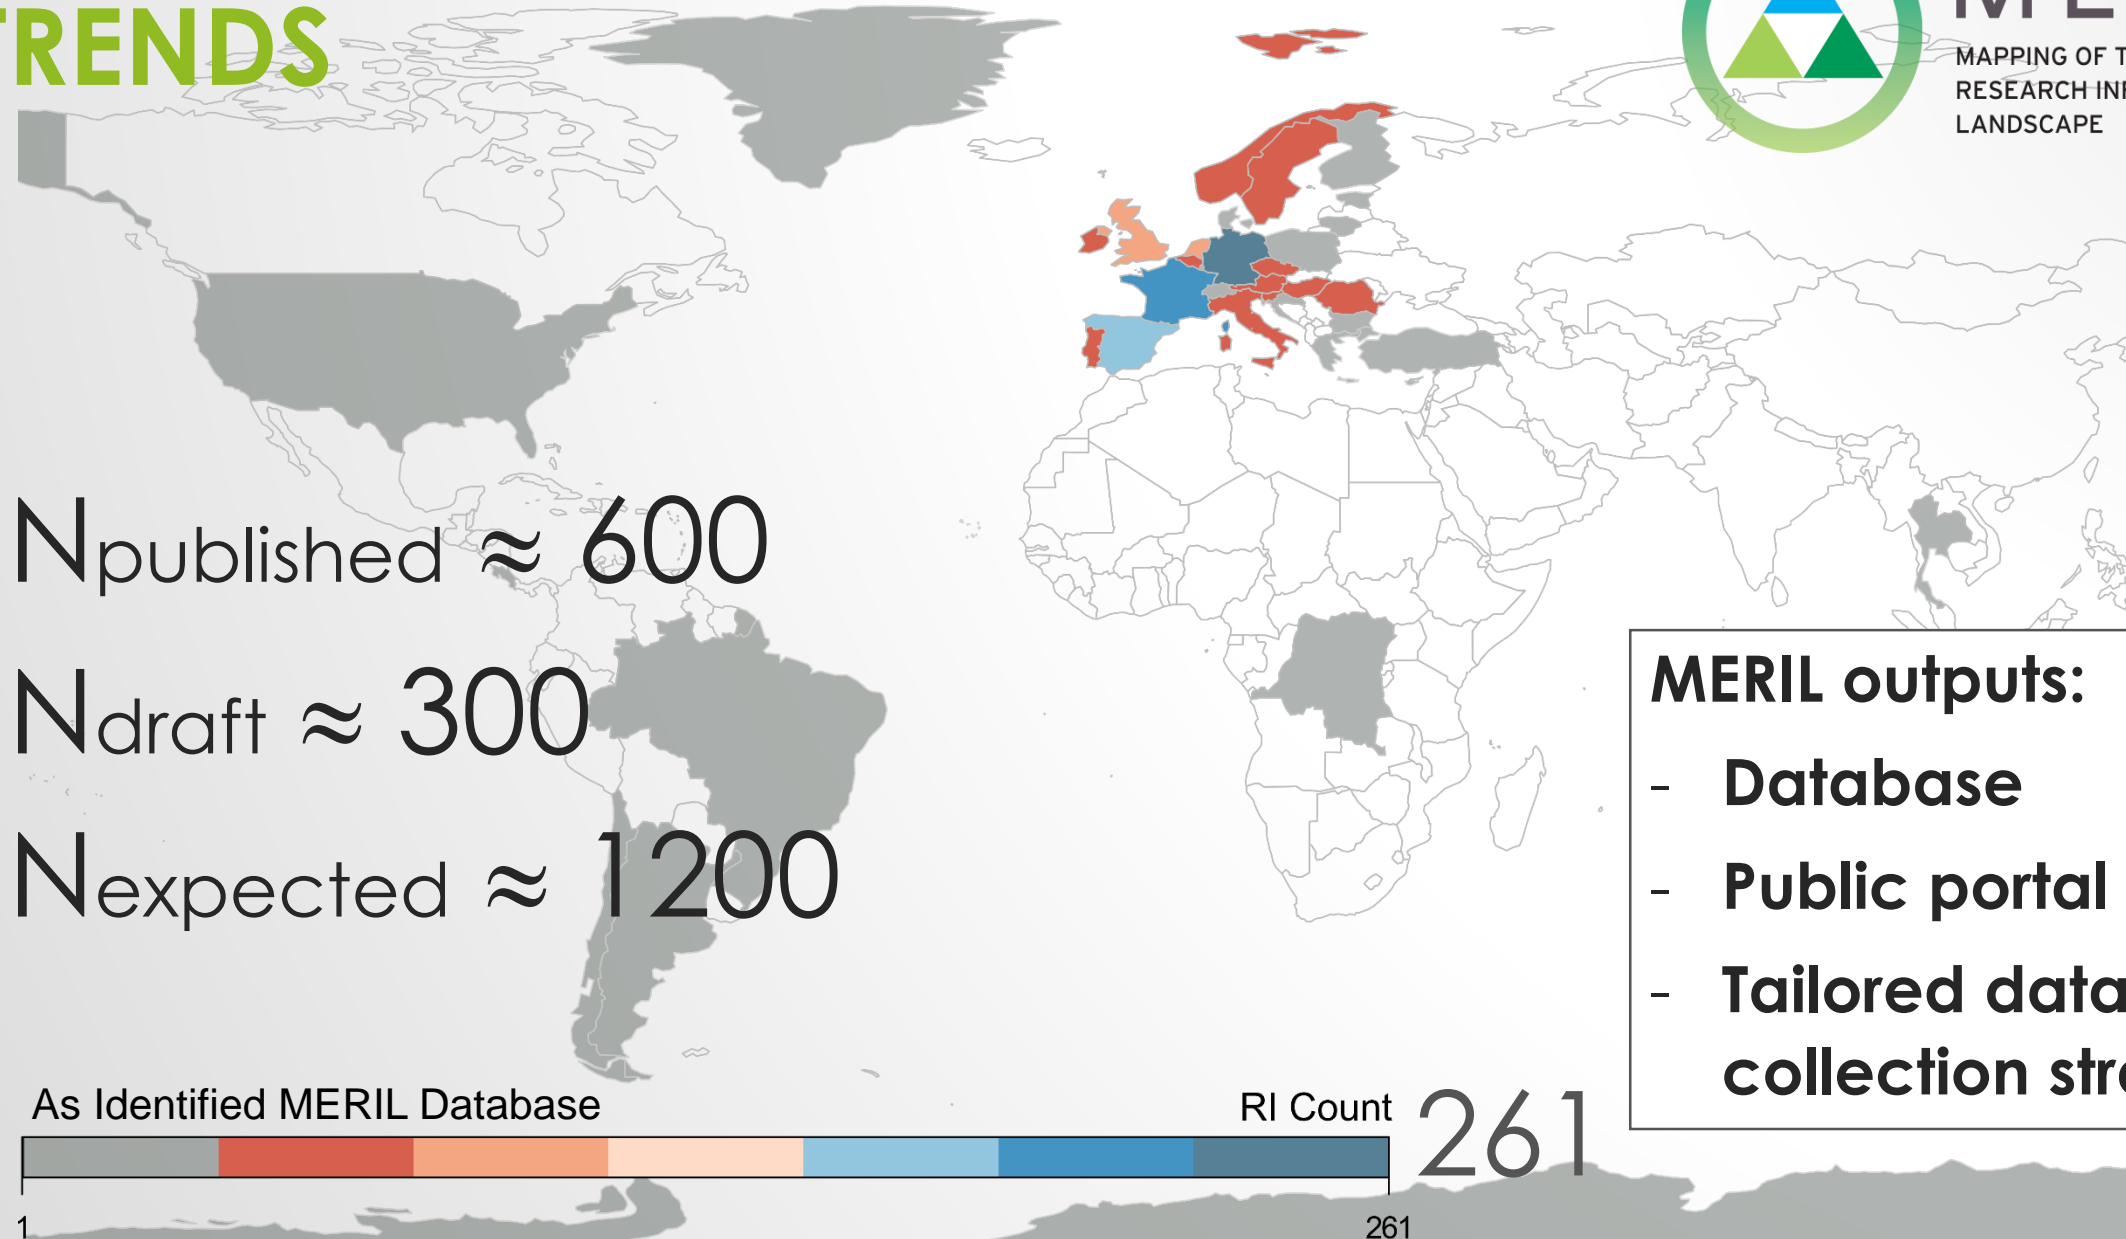 TRENDS
MAPPING OF T
RESEARCH INF
LANDSCAPE
Npublished ≈ 600
Ndraft ≈ 300
Nexpected ≈ 1200
MERIL outputs:
- Database
- Public portal
- Tailored data
collection stra
As Identified MERIL Database
RI Count
261
1
261